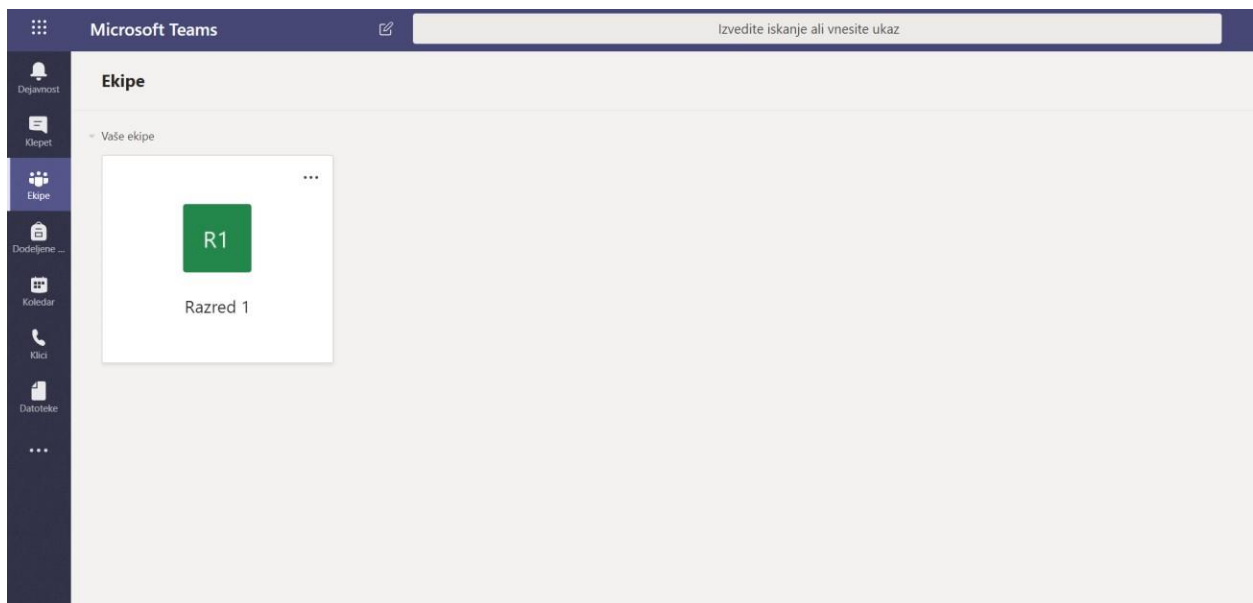 Microsoft Teams
Izvedite iskanje ali vnesite ukaz
Dejavnost
Klepet
Ekipe
Dodeljene ...
Koledar
Klici
Datoteke
Ekipe
Vaše ekipe
R1
Razred 1